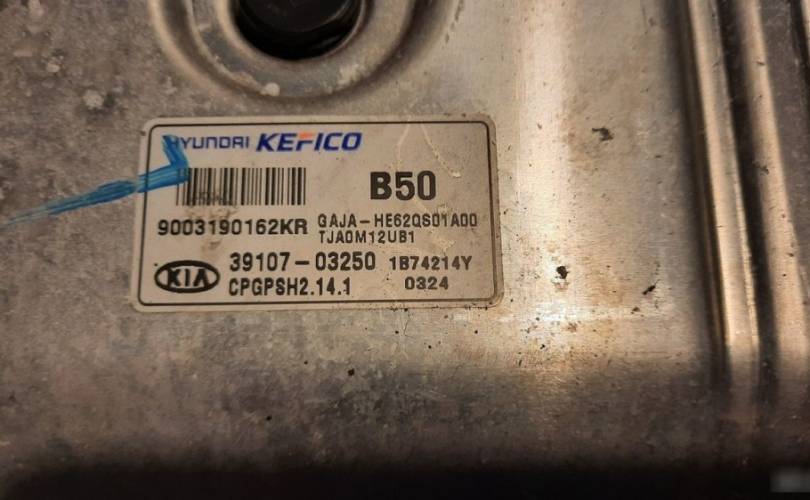 HYUNDAI KEFICO
B50
9003190162KR GAJA-HE62QS01A00
TJA0M12UB1
KIA 39107-03250 1B74214Y
CPGPSH2.14.1 0324